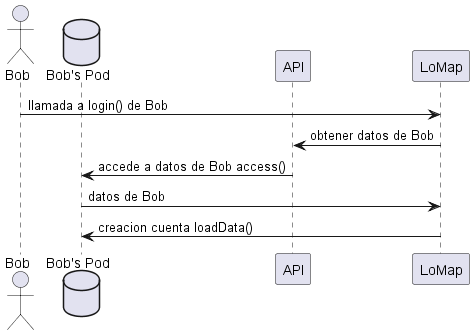 Bob
Bob's Pod
API
LoMap
llamada a login() de Bob
obtener datos de Bob
accede a datos de Bob access()
datos de Bob
creacion cuenta loadData()
Bob
Bob's Pod
API
LoMap